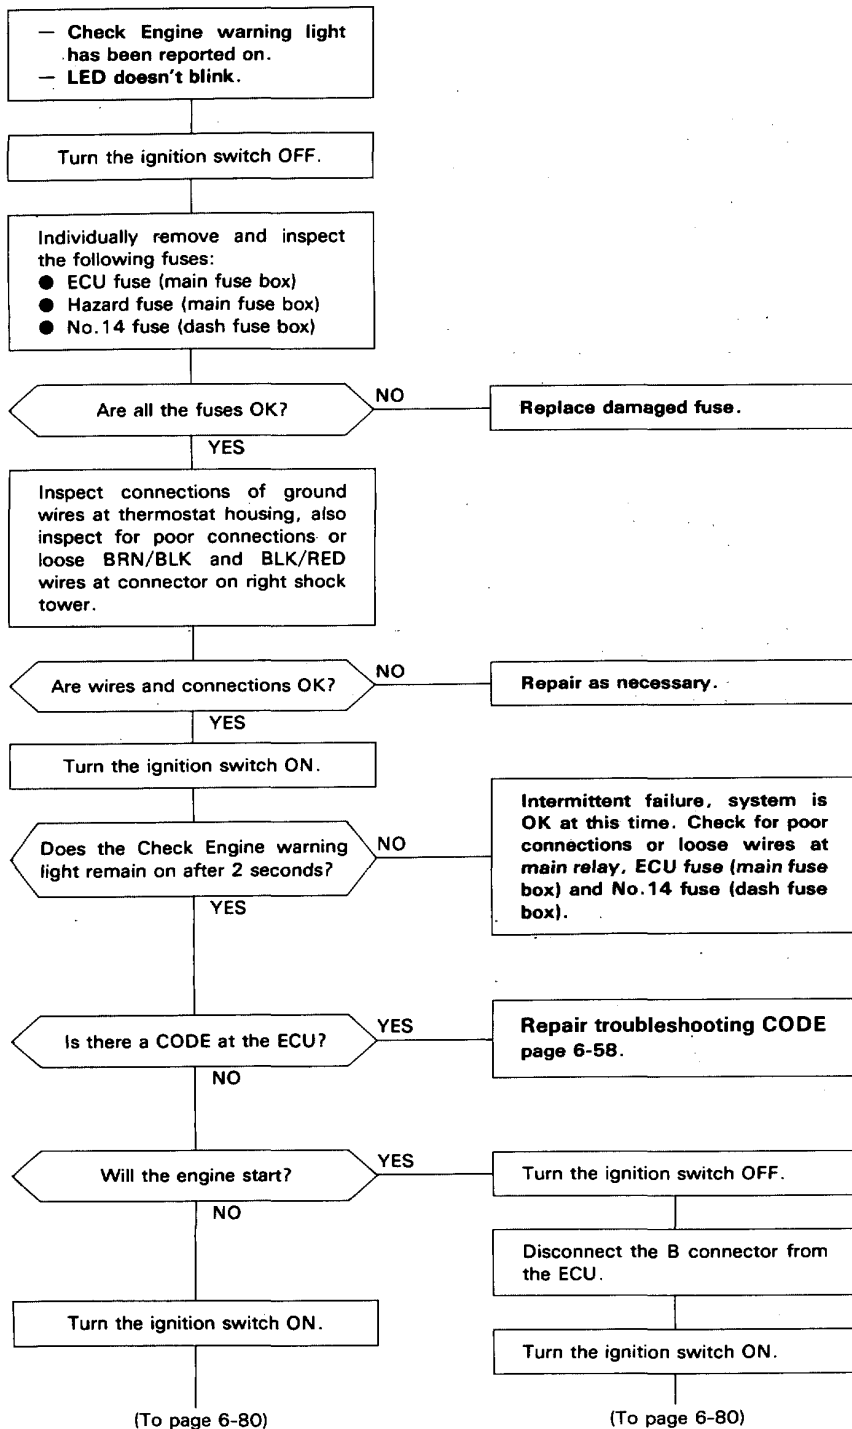 — Check Engine warning light
has been reported on.
— LED doesn't blink.
Turn the ignition switch OFF.
Individually remove and inspect
the following fuses:
● ECU fuse (main fuse box)
● Hazard fuse (main fuse box)
● No.14 fuse (dash fuse box)
Are all the fuses OK?
NO
Replace damaged fuse.
YES
Inspect connections of ground
wires at thermostat housing, also
inspect for poor connections or
loose BRN/BLK and BLK/RED
wires at connector on right shock
tower.
Are wires and connections OK?
NO
Repair as necessary.
YES
Turn the ignition switch ON.
Does the Check Engine warning
light remain on after 2 seconds?
NO
Intermittent failure, system is
OK at this time. Check for poor
connections or loose wires at
main relay, ECU fuse (main fuse
box) and No.14 fuse (dash fuse
box).
YES
Is there a CODE at the ECU?
YES
Repair troubleshooting CODE
page 6-58.
NO
Will the engine start?
YES
Turn the ignition switch OFF.
NO
Disconnect the B connector from
the ECU.
Turn the ignition switch ON.
Turn the ignition switch ON.
(To page 6-80)
(To page 6-80)